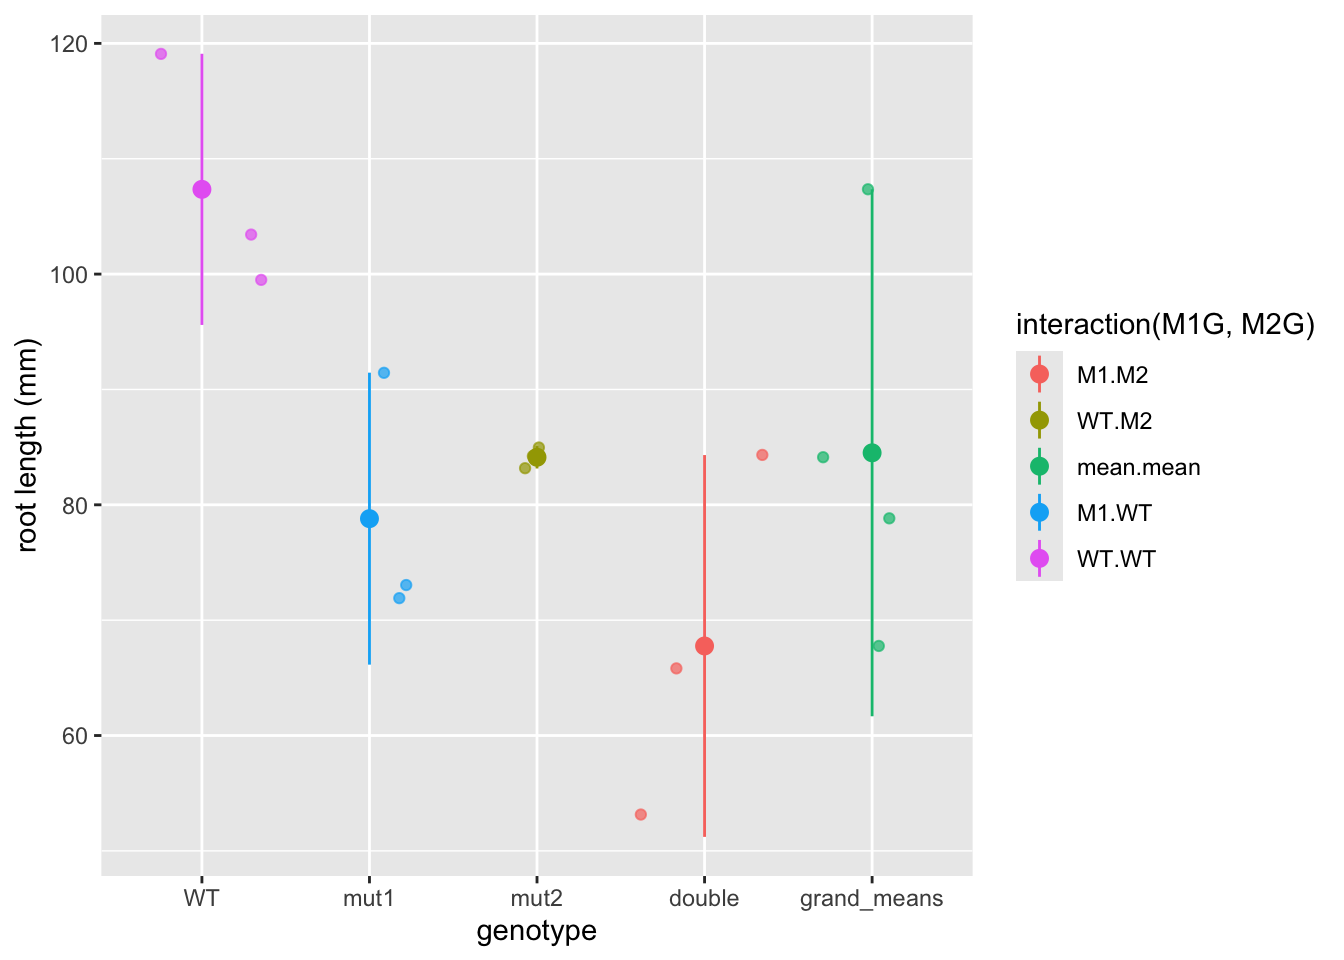 120
100
80
60
root length (mm)
WT
mut1
mut2
double
grand_means
genotype
interaction(M1G, M2G)
M1.M2
WT.M2
mean.mean
M1.WT
WT.WT